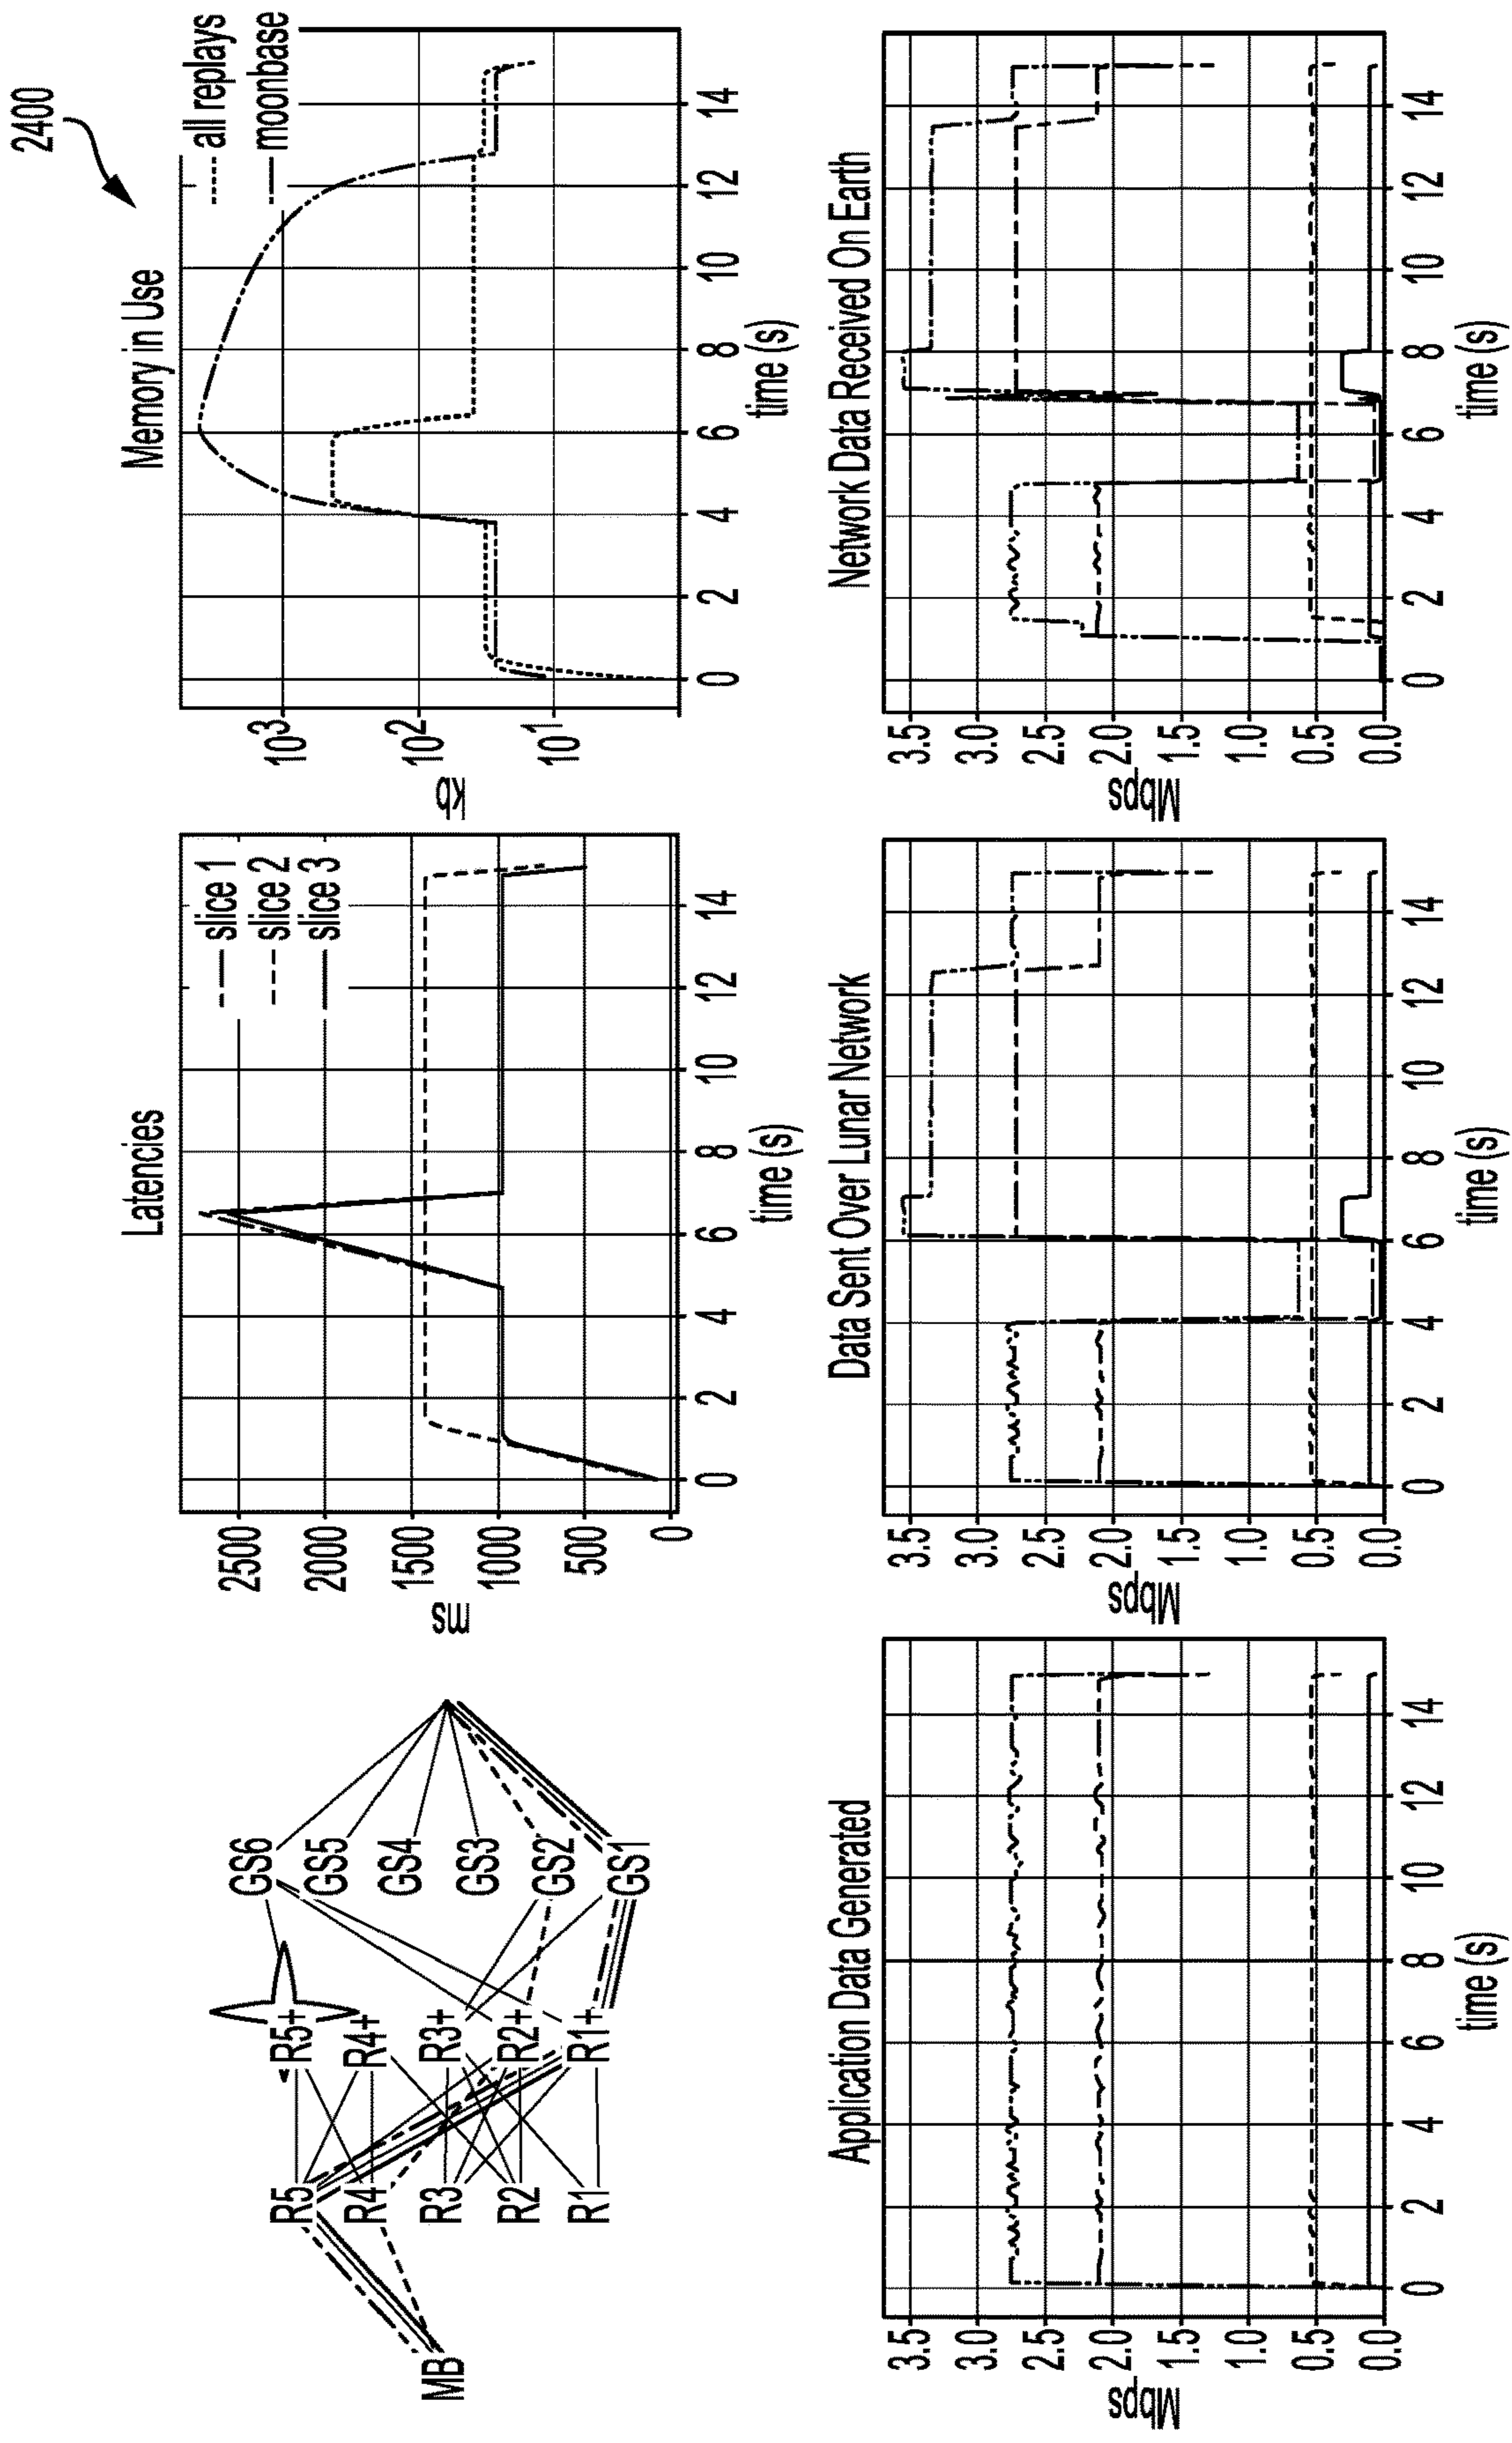 2400
MB
R5
R4
R3
R2
R1
R5+
R4+
R3+
R2+
R1+
GS6
GS5
GS4
GS3
GS2
GS1
Latencies
ms
2500
2000
1500
1000
500
0
0 2 4 6 8 10 12 14
time (s)
slice 1
slice 2
slice 3
Memory in Use
kb
10^3
10^2
10^1
0 2 4 6 8 10 12 14
time (s)
all replays
moonbase
Application Data Generated
Mbps
3.5
3.0
2.5
2.0
1.5
1.0
0.5
0.0
0 2 4 6 8 10 12 14
time (s)
Data Sent Over Lunar Network
Mbps
3.5
3.0
2.5
2.0
1.5
1.0
0.5
0.0
0 2 4 6 8 10 12 14
time (s)
Network Data Received On Earth
Mbps
3.5
3.0
2.5
2.0
1.5
1.0
0.5
0.0
0 2 4 6 8 10 12 14
time (s)